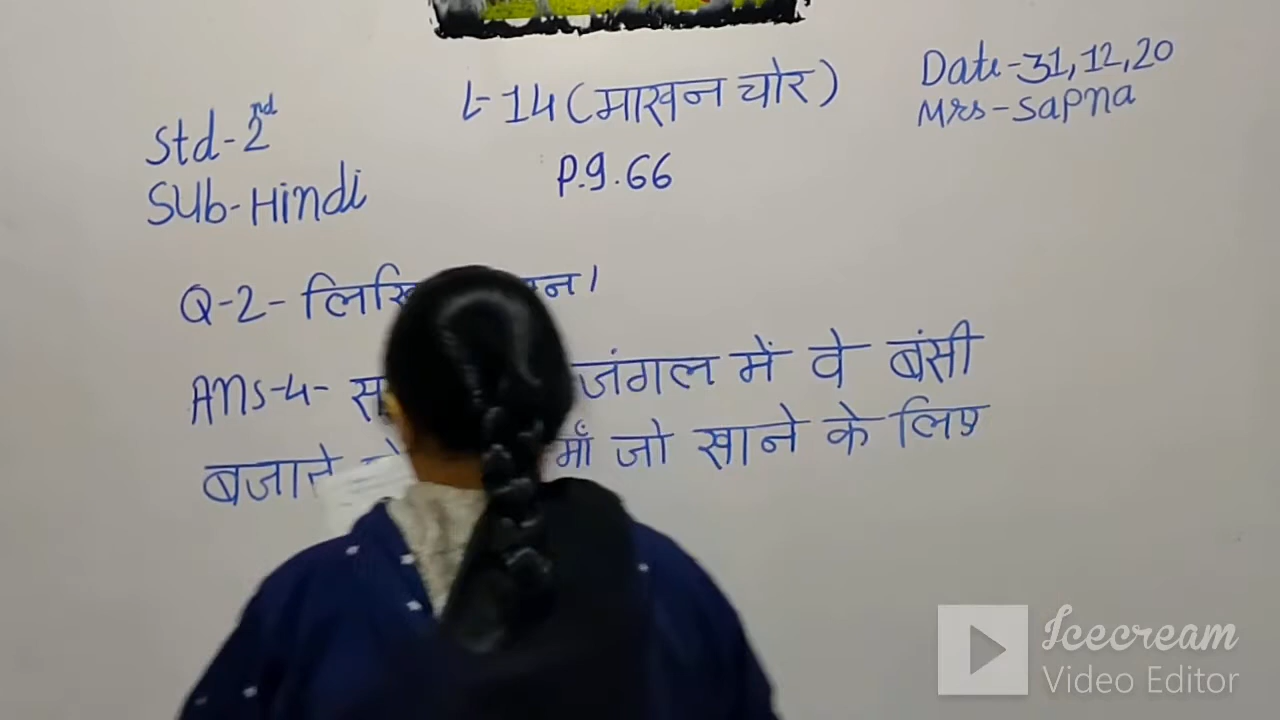 Std-2nd
Sub-Hindi
L-14(माखन चोर)
P.g.66
Date-31,12,20
Mrs-Sapna
Q-2-
Ans-4- जंगल में वे बंसी
बजाते माँ जो खाने के लिए
Icecream
Video Editor